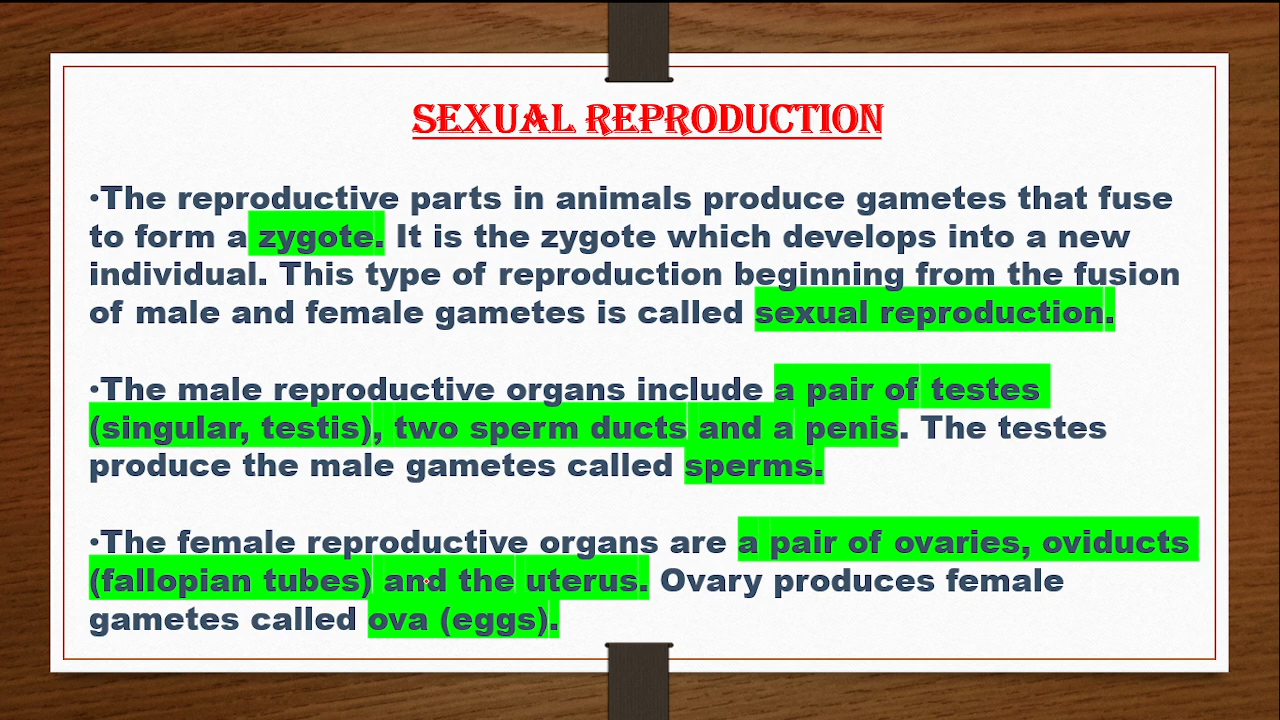 SEXUAL REPRODUCTION
•The reproductive parts in animals produce gametes that fuse
to form a zygote. It is the zygote which develops into a new
individual. This type of reproduction beginning from the fusion
of male and female gametes is called sexual reproduction.
•The male reproductive organs include a pair of testes
(singular, testis), two sperm ducts and a penis. The testes
produce the male gametes called sperms.
•The female reproductive organs are a pair of ovaries, oviducts
(fallopian tubes) and the uterus. Ovary produces female
gametes called ova (eggs).